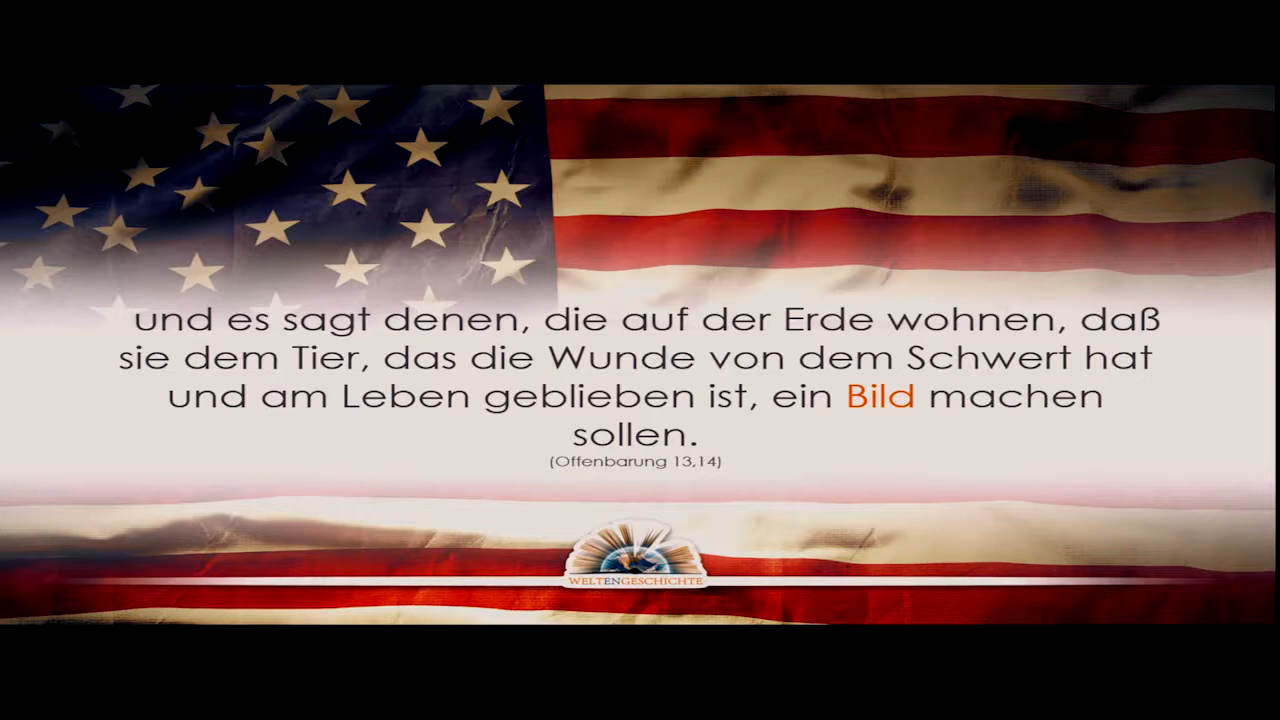 und es sagt denen, die auf der Erde wohnen, daß
sie dem Tier, das die Wunde von dem Schwert hat
und am Leben geblieben ist, ein Bild machen
sollen.
(Offenbarung 13,14)
WELTENGESCHICHTE